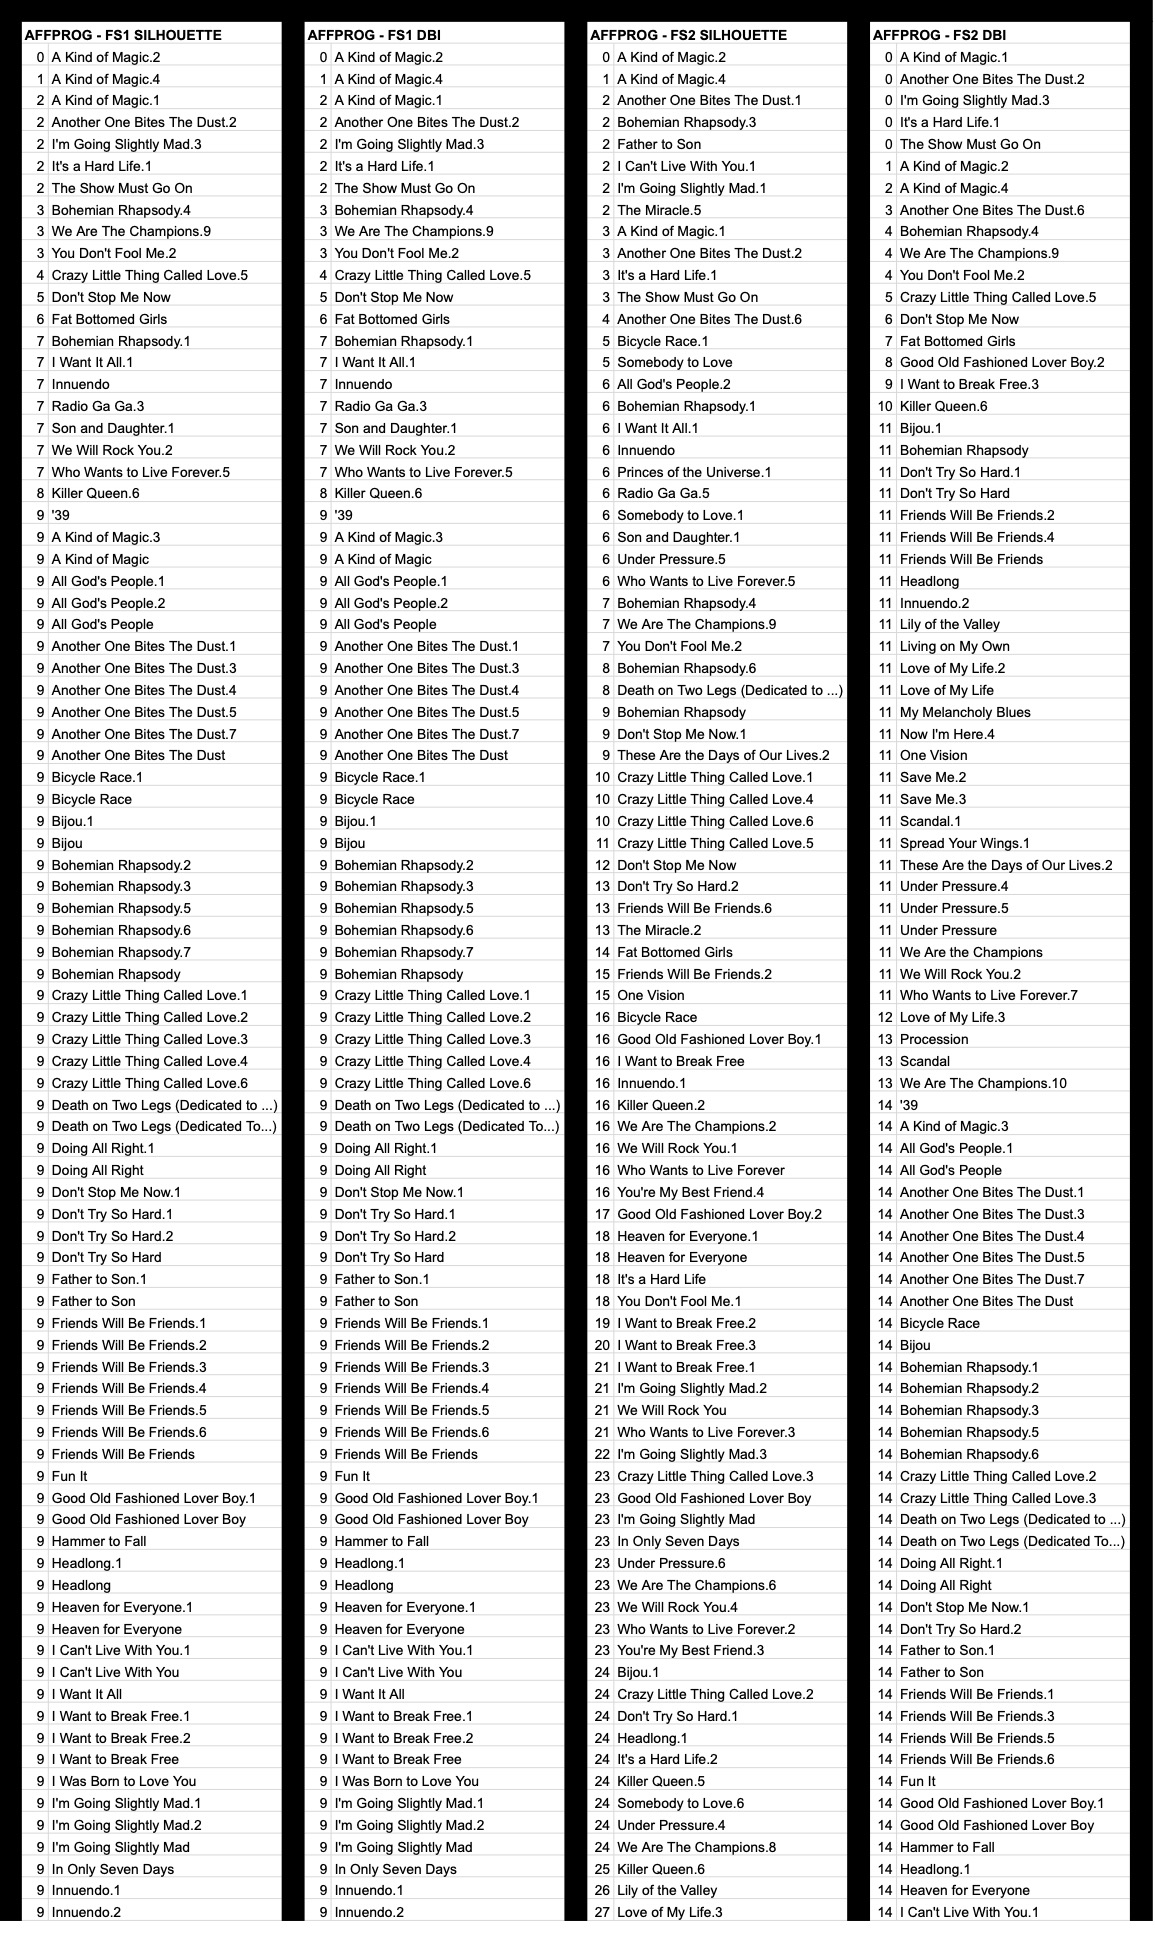 AFFPROG - FS1 SILHOUETTE
0 A Kind of Magic.2
1 A Kind of Magic.4
2 A Kind of Magic.1
2 Another One Bites The Dust.2
2 I'm Going Slightly Mad.3
2 It's a Hard Life.1
2 The Show Must Go On
3 Bohemian Rhapsody.4
3 We Are The Champions.9
3 You Don't Fool Me.2
4 Crazy Little Thing Called Love.5
5 Don't Stop Me Now
6 Fat Bottomed Girls
7 Bohemian Rhapsody.1
7 I Want It All.1
7 Innuendo
7 Radio Ga Ga.3
7 Son and Daughter.1
7 We Will Rock You.2
7 Who Wants to Live Forever.5
8 Killer Queen.6
9 '39
9 A Kind of Magic.3
9 A Kind of Magic
9 All God's People.1
9 All God's People.2
9 All God's People
9 Another One Bites The Dust.1
9 Another One Bites The Dust.3
9 Another One Bites The Dust.4
9 Another One Bites The Dust.5
9 Another One Bites The Dust.7
9 Another One Bites The Dust
9 Bicycle Race.1
9 Bicycle Race
9 Bijou.1
9 Bijou
9 Bohemian Rhapsody.2
9 Bohemian Rhapsody.3
9 Bohemian Rhapsody.5
9 Bohemian Rhapsody.6
9 Bohemian Rhapsody.7
9 Bohemian Rhapsody
9 Crazy Little Thing Called Love.1
9 Crazy Little Thing Called Love.2
9 Crazy Little Thing Called Love.3
9 Crazy Little Thing Called Love.4
9 Crazy Little Thing Called Love.6
9 Death on Two Legs (Dedicated to ...)
9 Death on Two Legs (Dedicated To...)
9 Doing All Right.1
9 Doing All Right
9 Don't Stop Me Now.1
9 Don't Try So Hard.1
9 Don't Try So Hard.2
9 Don't Try So Hard
9 Father to Son.1
9 Father to Son
9 Friends Will Be Friends.1
9 Friends Will Be Friends.2
9 Friends Will Be Friends.3
9 Friends Will Be Friends.4
9 Friends Will Be Friends.5
9 Friends Will Be Friends.6
9 Friends Will Be Friends
9 Fun It
9 Good Old Fashioned Lover Boy.1
9 Good Old Fashioned Lover Boy
9 Hammer to Fall
9 Headlong.1
9 Headlong
9 Heaven for Everyone.1
9 Heaven for Everyone
9 I Can't Live With You.1
9 I Can't Live With You
9 I Want It All
9 I Want to Break Free.1
9 I Want to Break Free.2
9 I Want to Break Free
9 I Was Born to Love You
9 I'm Going Slightly Mad.1
9 I'm Going Slightly Mad.2
9 I'm Going Slightly Mad
9 In Only Seven Days
9 Innuendo.1
9 Innuendo.2
AFFPROG - FS1 DBI
0 A Kind of Magic.2
1 A Kind of Magic.4
2 A Kind of Magic.1
2 Another One Bites The Dust.2
2 I'm Going Slightly Mad.3
2 It's a Hard Life.1
2 The Show Must Go On
3 Bohemian Rhapsody.4
3 We Are The Champions.9
3 You Don't Fool Me.2
4 Crazy Little Thing Called Love.5
5 Don't Stop Me Now
6 Fat Bottomed Girls
7 Bohemian Rhapsody.1
7 I Want It All.1
7 Innuendo
7 Radio Ga Ga.3
7 Son and Daughter.1
7 We Will Rock You.2
7 Who Wants to Live Forever.5
8 Killer Queen.6
9 '39
9 A Kind of Magic.3
9 A Kind of Magic
9 All God's People.1
9 All God's People.2
9 All God's People
9 Another One Bites The Dust.1
9 Another One Bites The Dust.3
9 Another One Bites The Dust.4
9 Another One Bites The Dust.5
9 Another One Bites The Dust.7
9 Another One Bites The Dust
9 Bicycle Race.1
9 Bicycle Race
9 Bijou.1
9 Bijou
9 Bohemian Rhapsody.2
9 Bohemian Rhapsody.3
9 Bohemian Rhapsody.5
9 Bohemian Rhapsody.6
9 Bohemian Rhapsody.7
9 Bohemian Rhapsody
9 Crazy Little Thing Called Love.1
9 Crazy Little Thing Called Love.2
9 Crazy Little Thing Called Love.3
9 Crazy Little Thing Called Love.4
9 Crazy Little Thing Called Love.6
9 Death on Two Legs (Dedicated to ...)
9 Death on Two Legs (Dedicated To...)
9 Doing All Right.1
9 Doing All Right
9 Don't Stop Me Now.1
9 Don't Try So Hard.1
9 Don't Try So Hard.2
9 Don't Try So Hard
9 Father to Son.1
9 Father to Son
9 Friends Will Be Friends.1
9 Friends Will Be Friends.2
9 Friends Will Be Friends.3
9 Friends Will Be Friends.4
9 Friends Will Be Friends.5
9 Friends Will Be Friends.6
9 Friends Will Be Friends
9 Fun It
9 Good Old Fashioned Lover Boy.1
9 Good Old Fashioned Lover Boy
9 Hammer to Fall
9 Headlong.1
9 Headlong
9 Heaven for Everyone.1
9 Heaven for Everyone
9 I Can't Live With You.1
9 I Can't Live With You
9 I Want It All
9 I Want to Break Free.1
9 I Want to Break Free.2
9 I Want to Break Free
9 I Was Born to Love You
9 I'm Going Slightly Mad.1
9 I'm Going Slightly Mad.2
9 I'm Going Slightly Mad
9 In Only Seven Days
9 Innuendo.1
9 Innuendo.2
AFFPROG - FS2 SILHOUETTE
0 A Kind of Magic.2
1 A Kind of Magic.4
2 Another One Bites The Dust.1
2 Bohemian Rhapsody.3
2 Father to Son
2 I Can't Live With You.1
2 I'm Going Slightly Mad.1
2 The Miracle.5
3 A Kind of Magic.1
3 Another One Bites The Dust.2
3 It's a Hard Life.1
3 The Show Must Go On
4 Another One Bites The Dust.6
5 Bicycle Race.1
5 Somebody to Love
6 All God's People.2
6 Bohemian Rhapsody.1
6 I Want It All.1
6 Innuendo
6 Princes of the Universe.1
6 Radio Ga Ga.5
6 Somebody to Love.1
6 Son and Daughter.1
6 Under Pressure.5
6 Who Wants to Live Forever.5
7 Bohemian Rhapsody.4
7 We Are The Champions.9
7 You Don't Fool Me.2
8 Bohemian Rhapsody.6
8 Death on Two Legs (Dedicated to ...)
9 Bohemian Rhapsody
9 Don't Stop Me Now.1
9 These Are the Days of Our Lives.2
10 Crazy Little Thing Called Love.1
10 Crazy Little Thing Called Love.4
10 Crazy Little Thing Called Love.6
11 Crazy Little Thing Called Love.5
12 Don't Stop Me Now
13 Don't Try So Hard.2
13 Friends Will Be Friends.6
13 The Miracle.2
14 Fat Bottomed Girls
15 Friends Will Be Friends.2
15 One Vision
16 Bicycle Race
16 Good Old Fashioned Lover Boy.1
16 I Want to Break Free
16 Innuendo.1
16 Killer Queen.2
16 We Are The Champions.2
16 We Will Rock You.1
16 Who Wants to Live Forever
16 You're My Best Friend.4
17 Good Old Fashioned Lover Boy.2
18 Heaven for Everyone.1
18 Heaven for Everyone
18 It's a Hard Life
18 You Don't Fool Me.1
19 I Want to Break Free.2
20 I Want to Break Free.3
21 I Want to Break Free.1
21 I'm Going Slightly Mad.2
21 We Will Rock You
21 Who Wants to Live Forever.3
22 I'm Going Slightly Mad.3
23 Crazy Little Thing Called Love.3
23 Good Old Fashioned Lover Boy
23 I'm Going Slightly Mad
23 In Only Seven Days
23 Under Pressure.6
23 We Are The Champions.6
23 We Will Rock You.4
23 Who Wants to Live Forever.2
23 You're My Best Friend.3
24 Bijou.1
24 Crazy Little Thing Called Love.2
24 Don't Try So Hard.1
24 Headlong.1
24 It's a Hard Life.2
24 Killer Queen.5
24 Somebody to Love.6
24 Under Pressure.4
24 We Are The Champions.8
25 Killer Queen.6
26 Lily of the Valley
27 Love of My Life.3
AFFPROG - FS2 DBI
0 A Kind of Magic.1
0 Another One Bites The Dust.2
0 I'm Going Slightly Mad.3
0 It's a Hard Life.1
0 The Show Must Go On
1 A Kind of Magic.2
2 A Kind of Magic.4
3 Another One Bites The Dust.6
4 Bohemian Rhapsody.4
4 We Are The Champions.9
4 You Don't Fool Me.2
5 Crazy Little Thing Called Love.5
6 Don't Stop Me Now
7 Fat Bottomed Girls
8 Good Old Fashioned Lover Boy.2
9 I Want to Break Free.3
10 Killer Queen.6
11 Bijou.1
11 Bohemian Rhapsody
11 Don't Try So Hard.1
11 Don't Try So Hard
11 Friends Will Be Friends.2
11 Friends Will Be Friends.4
11 Friends Will Be Friends
11 Headlong
11 Innuendo.2
11 Lily of the Valley
11 Living on My Own
11 Love of My Life.2
11 Love of My Life
11 My Melancholy Blues
11 Now I'm Here.4
11 One Vision
11 Save Me.2
11 Save Me.3
11 Scandal.1
11 Spread Your Wings.1
11 These Are the Days of Our Lives.2
11 Under Pressure.4
11 Under Pressure.5
11 Under Pressure
11 We Are the Champions
11 We Will Rock You.2
11 Who Wants to Live Forever.7
12 Love of My Life.3
13 Procession
13 Scandal
13 We Are The Champions.10
14 '39
14 A Kind of Magic.3
14 All God's People.1
14 All God's People
14 Another One Bites The Dust.1
14 Another One Bites The Dust.3
14 Another One Bites The Dust.4
14 Another One Bites The Dust.5
14 Another One Bites The Dust.7
14 Another One Bites The Dust
14 Bicycle Race
14 Bijou
14 Bohemian Rhapsody.1
14 Bohemian Rhapsody.2
14 Bohemian Rhapsody.3
14 Bohemian Rhapsody.5
14 Bohemian Rhapsody.6
14 Crazy Little Thing Called Love.2
14 Crazy Little Thing Called Love.3
14 Death on Two Legs (Dedicated to ...)
14 Death on Two Legs (Dedicated To...)
14 Doing All Right.1
14 Doing All Right
14 Don't Stop Me Now.1
14 Don't Try So Hard.2
14 Father to Son.1
14 Father to Son
14 Friends Will Be Friends.1
14 Friends Will Be Friends.3
14 Friends Will Be Friends.5
14 Friends Will Be Friends.6
14 Fun It
14 Good Old Fashioned Lover Boy.1
14 Good Old Fashioned Lover Boy
14 Hammer to Fall
14 Headlong.1
14 Heaven for Everyone
14 I Can't Live With You.1